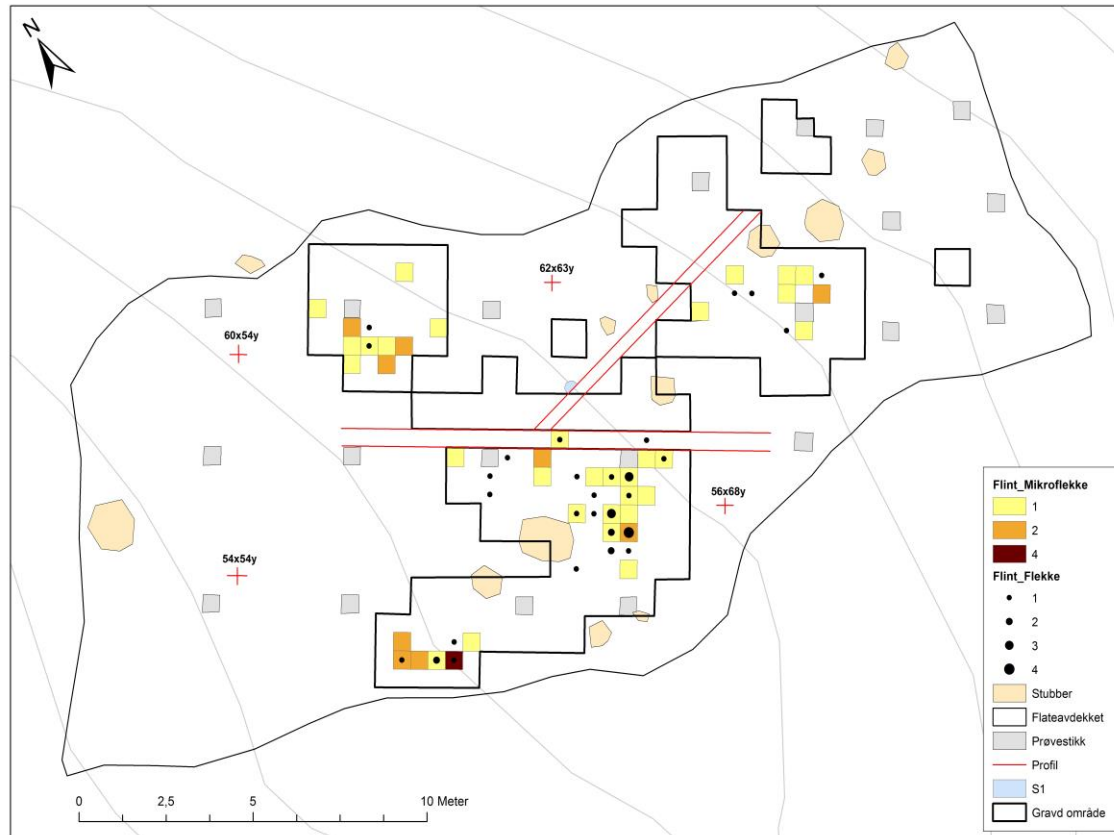 N
62x63y
60x54y
56x68y
54x54y
Flint_Mikroflekke
1
2
4
Flint_Flekke
1
2
3
4
Stubber
Flateavdekket
Prøvestikk
Profil
S1
Gravd område
0 2,5 5 10 Meter